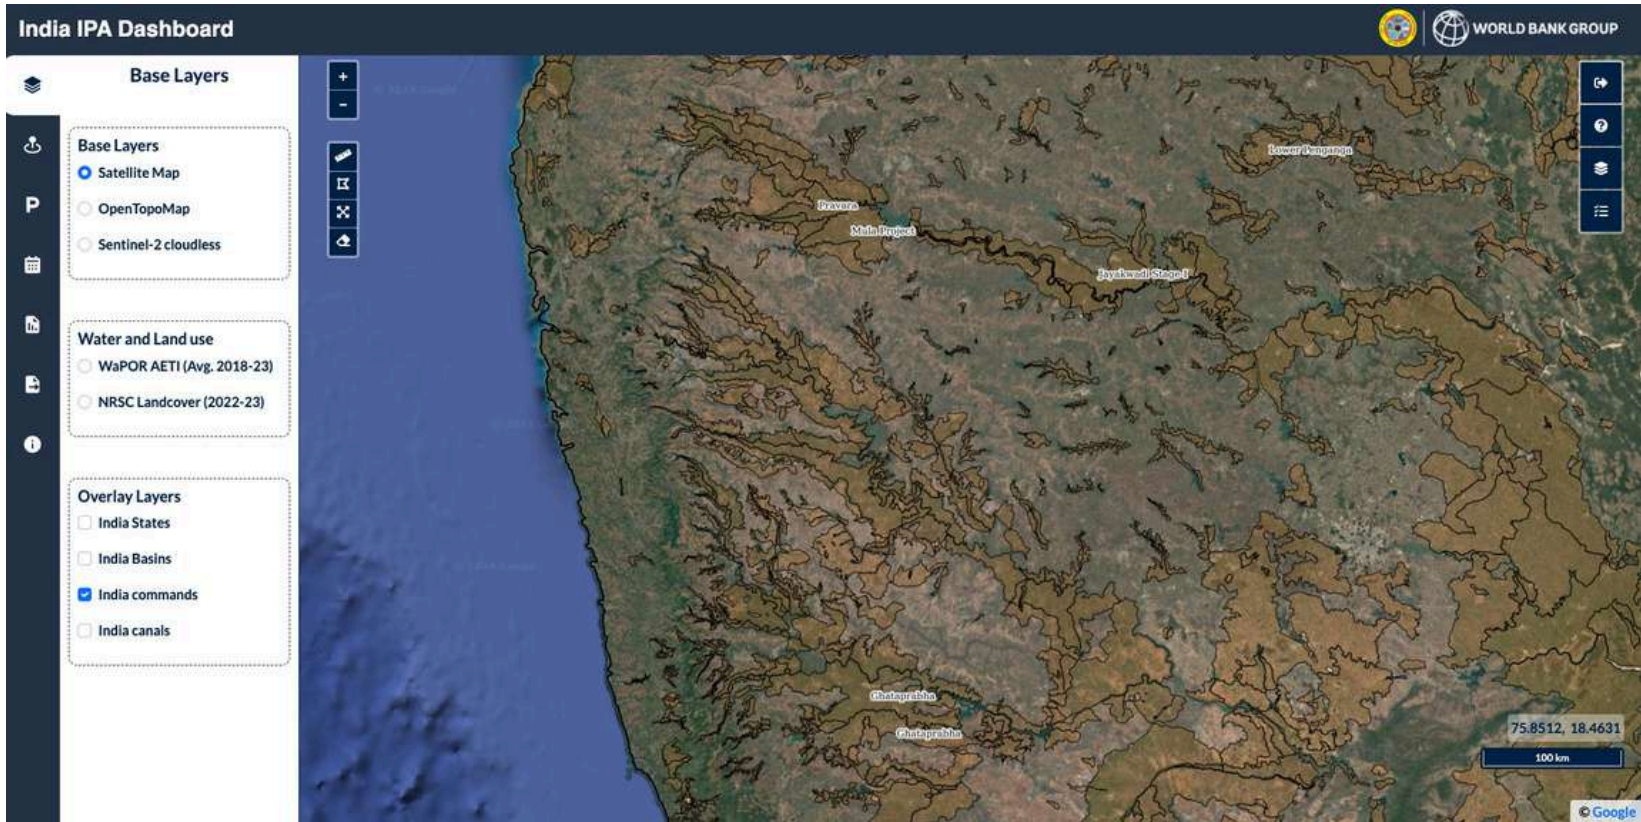 India IPA Dashboard
WORLD BANK GROUP
Base Layers
Base Layers
Satellite Map
OpenTopoMap
Sentinel-2 cloudless
Water and Land use
WaPOR AETI (Avg. 2018-23)
NRSC Landcover (2022-23)
Overlay Layers
India States
India Basins
India commands
India canals
+
-
P
Lower Penganga
Pravara
Mula Project
Jayakwadi Stage-I
Ghataprabha
Ghataprabha
75.8512, 18.4631
100 km
© Google